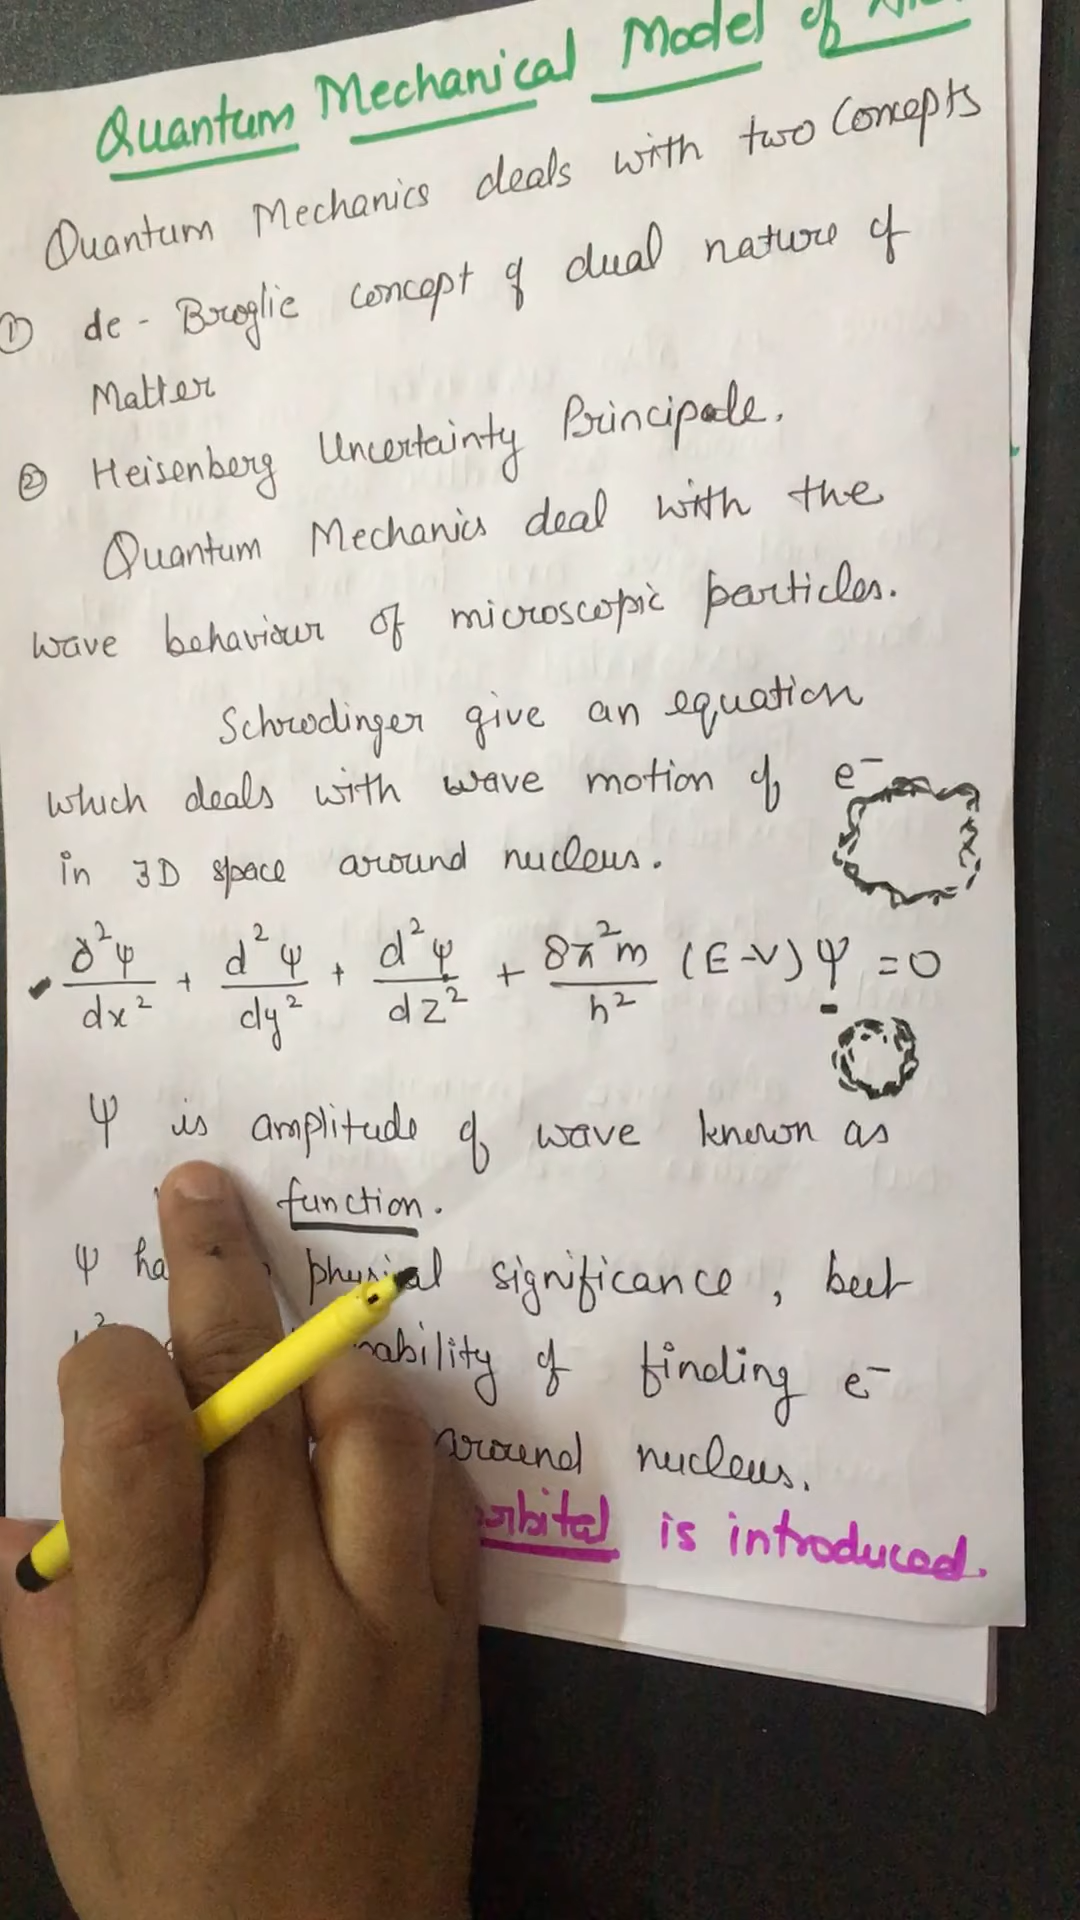 Quantum Mechanical Model of
Quantum Mechanics deals with two Concepts
① de - Broglie concept of dual nature of
Matter
② Heisenberg Uncertainty Principale.
Quantum Mechanics deal with the
wave behaviour of microscopic particles.
Schrodinger give an equation
which deals with wave motion of e⁻
in 3D space around nucleus.
∂²ψ/dx² + d²ψ/dy² + d²ψ/dz² + 8π²m/h² (E-V)ψ = 0
ψ is amplitude of wave known as
function.
ψ physical significance, but
of finding e⁻
around nucleus.
orbital is introduced.